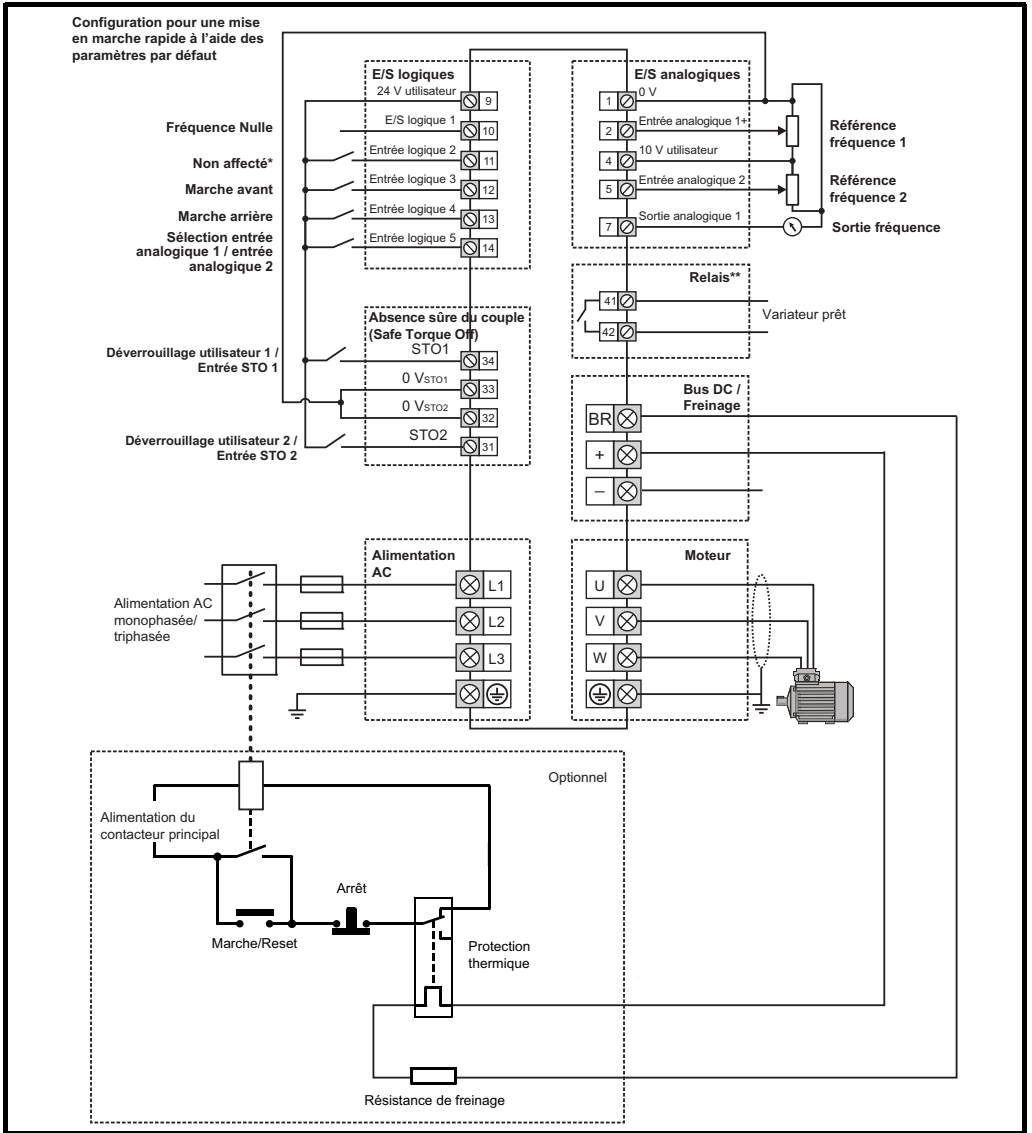 Configuration pour une mise
en marche rapide à l'aide des
paramètres par défaut
E/S logiques
24 V utilisateur
9
Fréquence Nulle
E/S logique 1
10
Non affecté*
Entrée logique 2
11
Marche avant
Entrée logique 3
12
Marche arrière
Entrée logique 4
13
Sélection entrée
analogique 1 / entrée
analogique 2
Entrée logique 5
14
E/S analogiques
1
0 V
2
Entrée analogique 1+
Référence
fréquence 1
4
10 V utilisateur
5
Entrée analogique 2
Référence
fréquence 2
7
Sortie analogique 1
Sortie fréquence
Relais**
41
42
Variateur prêt
Absence sûre du couple
(Safe Torque Off)
Déverrouillage utilisateur 1 /
Entrée STO 1
STO1
34
0 VSTO1
33
0 VSTO2
32
Déverrouillage utilisateur 2 /
Entrée STO 2
STO2
31
Bus DC /
Freinage
BR
+
–
Alimentation
AC
Alimentation AC
monophasée/
triphasée
L1
L2
L3
Moteur
U
V
W
Optionnel
Alimentation du
contacteur principal
Arrêt
Marche/Reset
Protection
thermique
Résistance de freinage